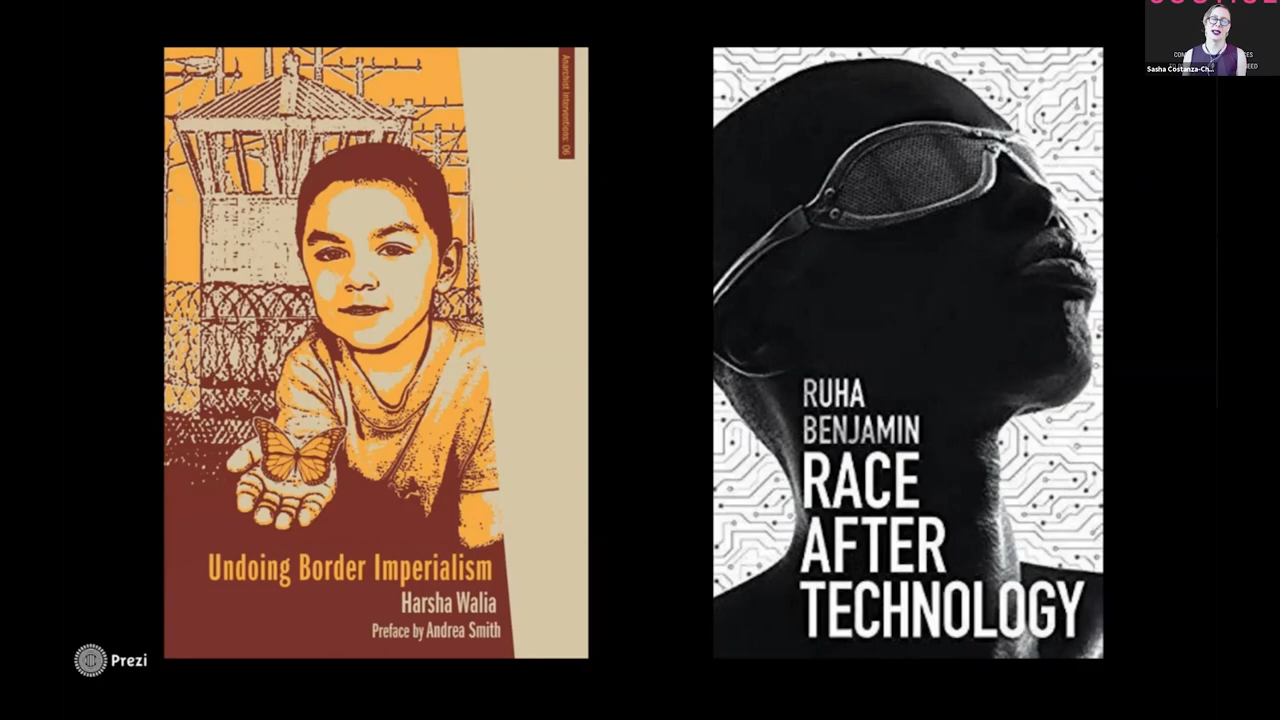 Anarchist Interventions: 06
Undoing Border Imperialism
Harsha Walia
Preface by Andrea Smith
RUHA
BENJAMIN
RACE
AFTER
TECHNOLOGY
Prezi
Sasha Costanza-Ch...